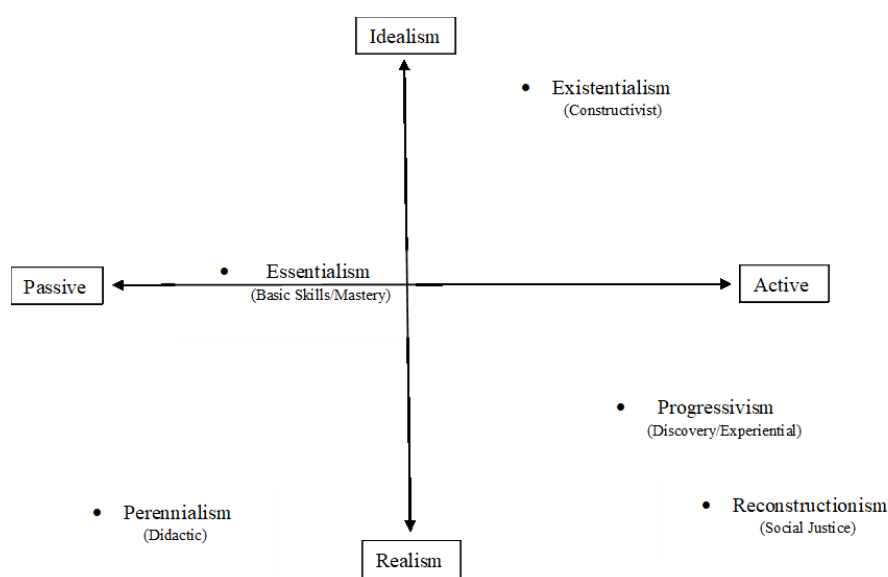 Idealism
• Existentialism
(Constructivist)
• Essentialism
(Basic Skills/Mastery)
Passive
Active
• Progressivism
(Discovery/Experiential)
• Perennialism
(Didactic)
• Reconstructionism
(Social Justice)
Realism